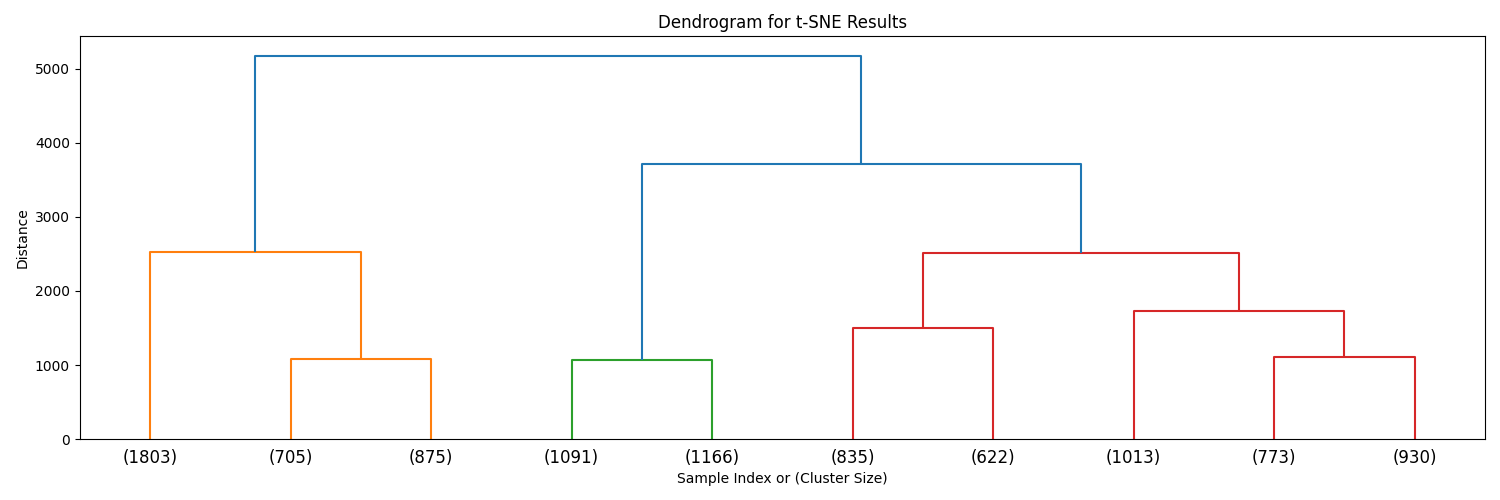 Dendrogram for t-SNE Results
5000
4000
3000
2000
1000
0
Distance
(1803) (705) (875) (1091) (1166) (835) (622) (1013) (773) (930)
Sample Index or (Cluster Size)